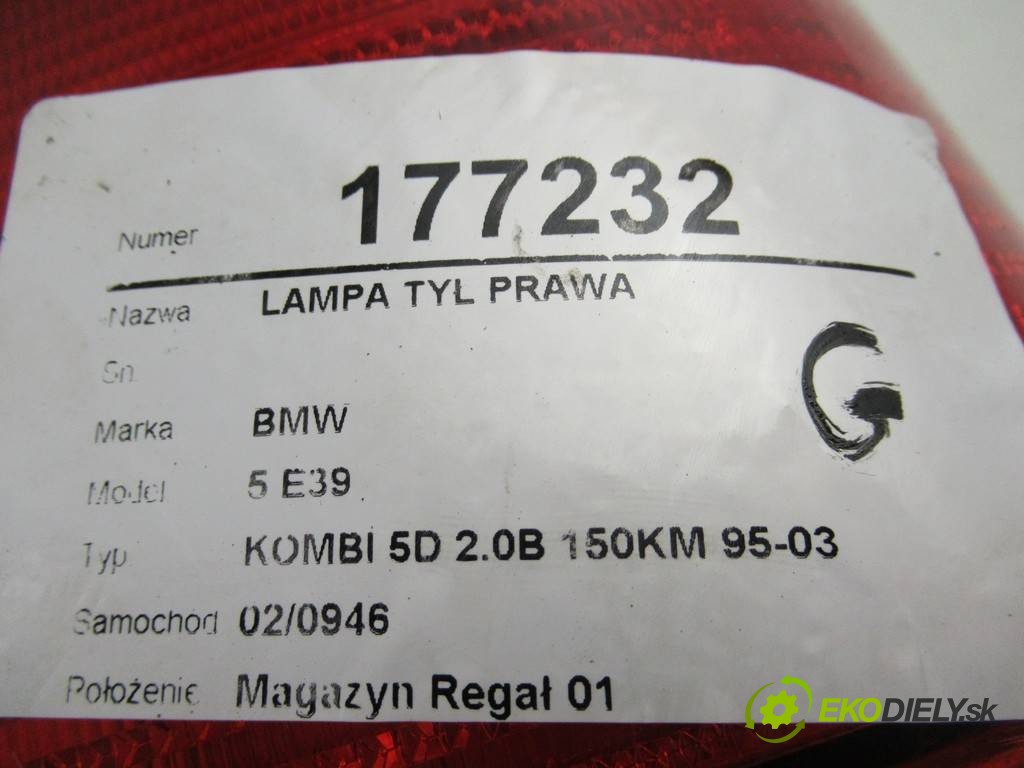 Numer 177232
Nazwa LAMPA TYŁ PRAWA
Sn
Marka BMW
Model 5 E39
Typ KOMBI 5D 2.0B 150KM 95-03
Samochod 02/0946
Położenie Magazyn Regał 01
G
EKODIELY.sk